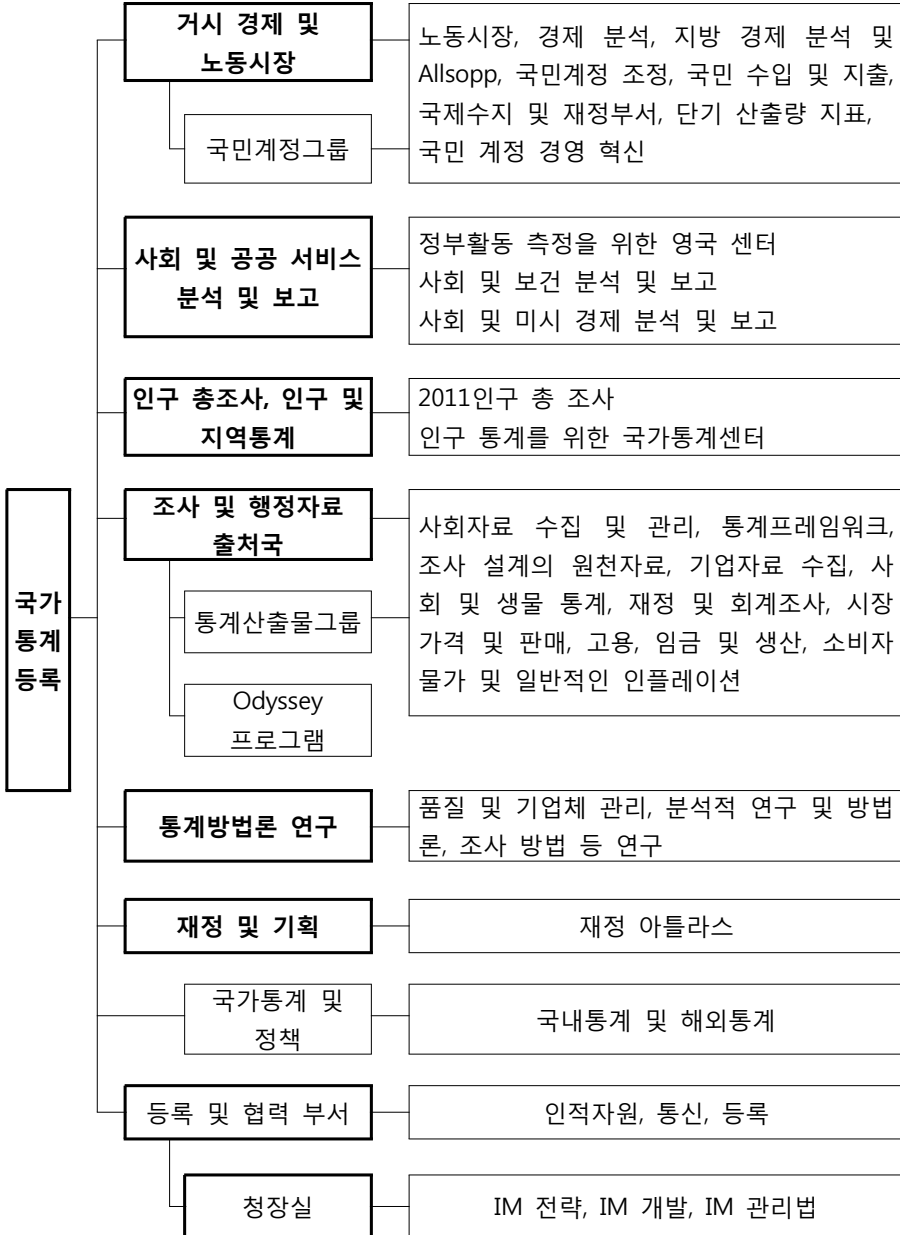 거시 경제 및
노동시장
노동시장, 경제 분석, 지방 경제 분석 및
Allsopp, 국민계정 조정, 국민 수입 및 지출,
국제수지 및 재정부서, 단기 산출량 지표,
국민 계정 경영 혁신
국민계정그룹
사회 및 공공 서비스
분석 및 보고
정부활동 측정을 위한 영국 센터
사회 및 보건 분석 및 보고
사회 및 미시 경제 분석 및 보고
인구 총조사, 인구 및
지역통계
2011인구 총 조사
인구 통계를 위한 국가통계센터
국가
통계
등록
조사 및 행정자료
출처국
사회자료 수집 및 관리, 통계프레임워크,
조사 설계의 원천자료, 기업자료 수집, 사
회 및 생물 통계, 재정 및 회계조사, 시장
가격 및 판매, 고용, 임금 및 생산, 소비자
물가 및 일반적인 인플레이션
통계산출물그룹
Odyssey
프로그램
통계방법론 연구
품질 및 기업체 관리, 분석적 연구 및 방법
론, 조사 방법 등 연구
재정 및 기획
재정 아틀라스
국가통계 및
정책
국내통계 및 해외통계
등록 및 협력 부서
인적자원, 통신, 등록
청장실
IM 전략, IM 개발, IM 관리법